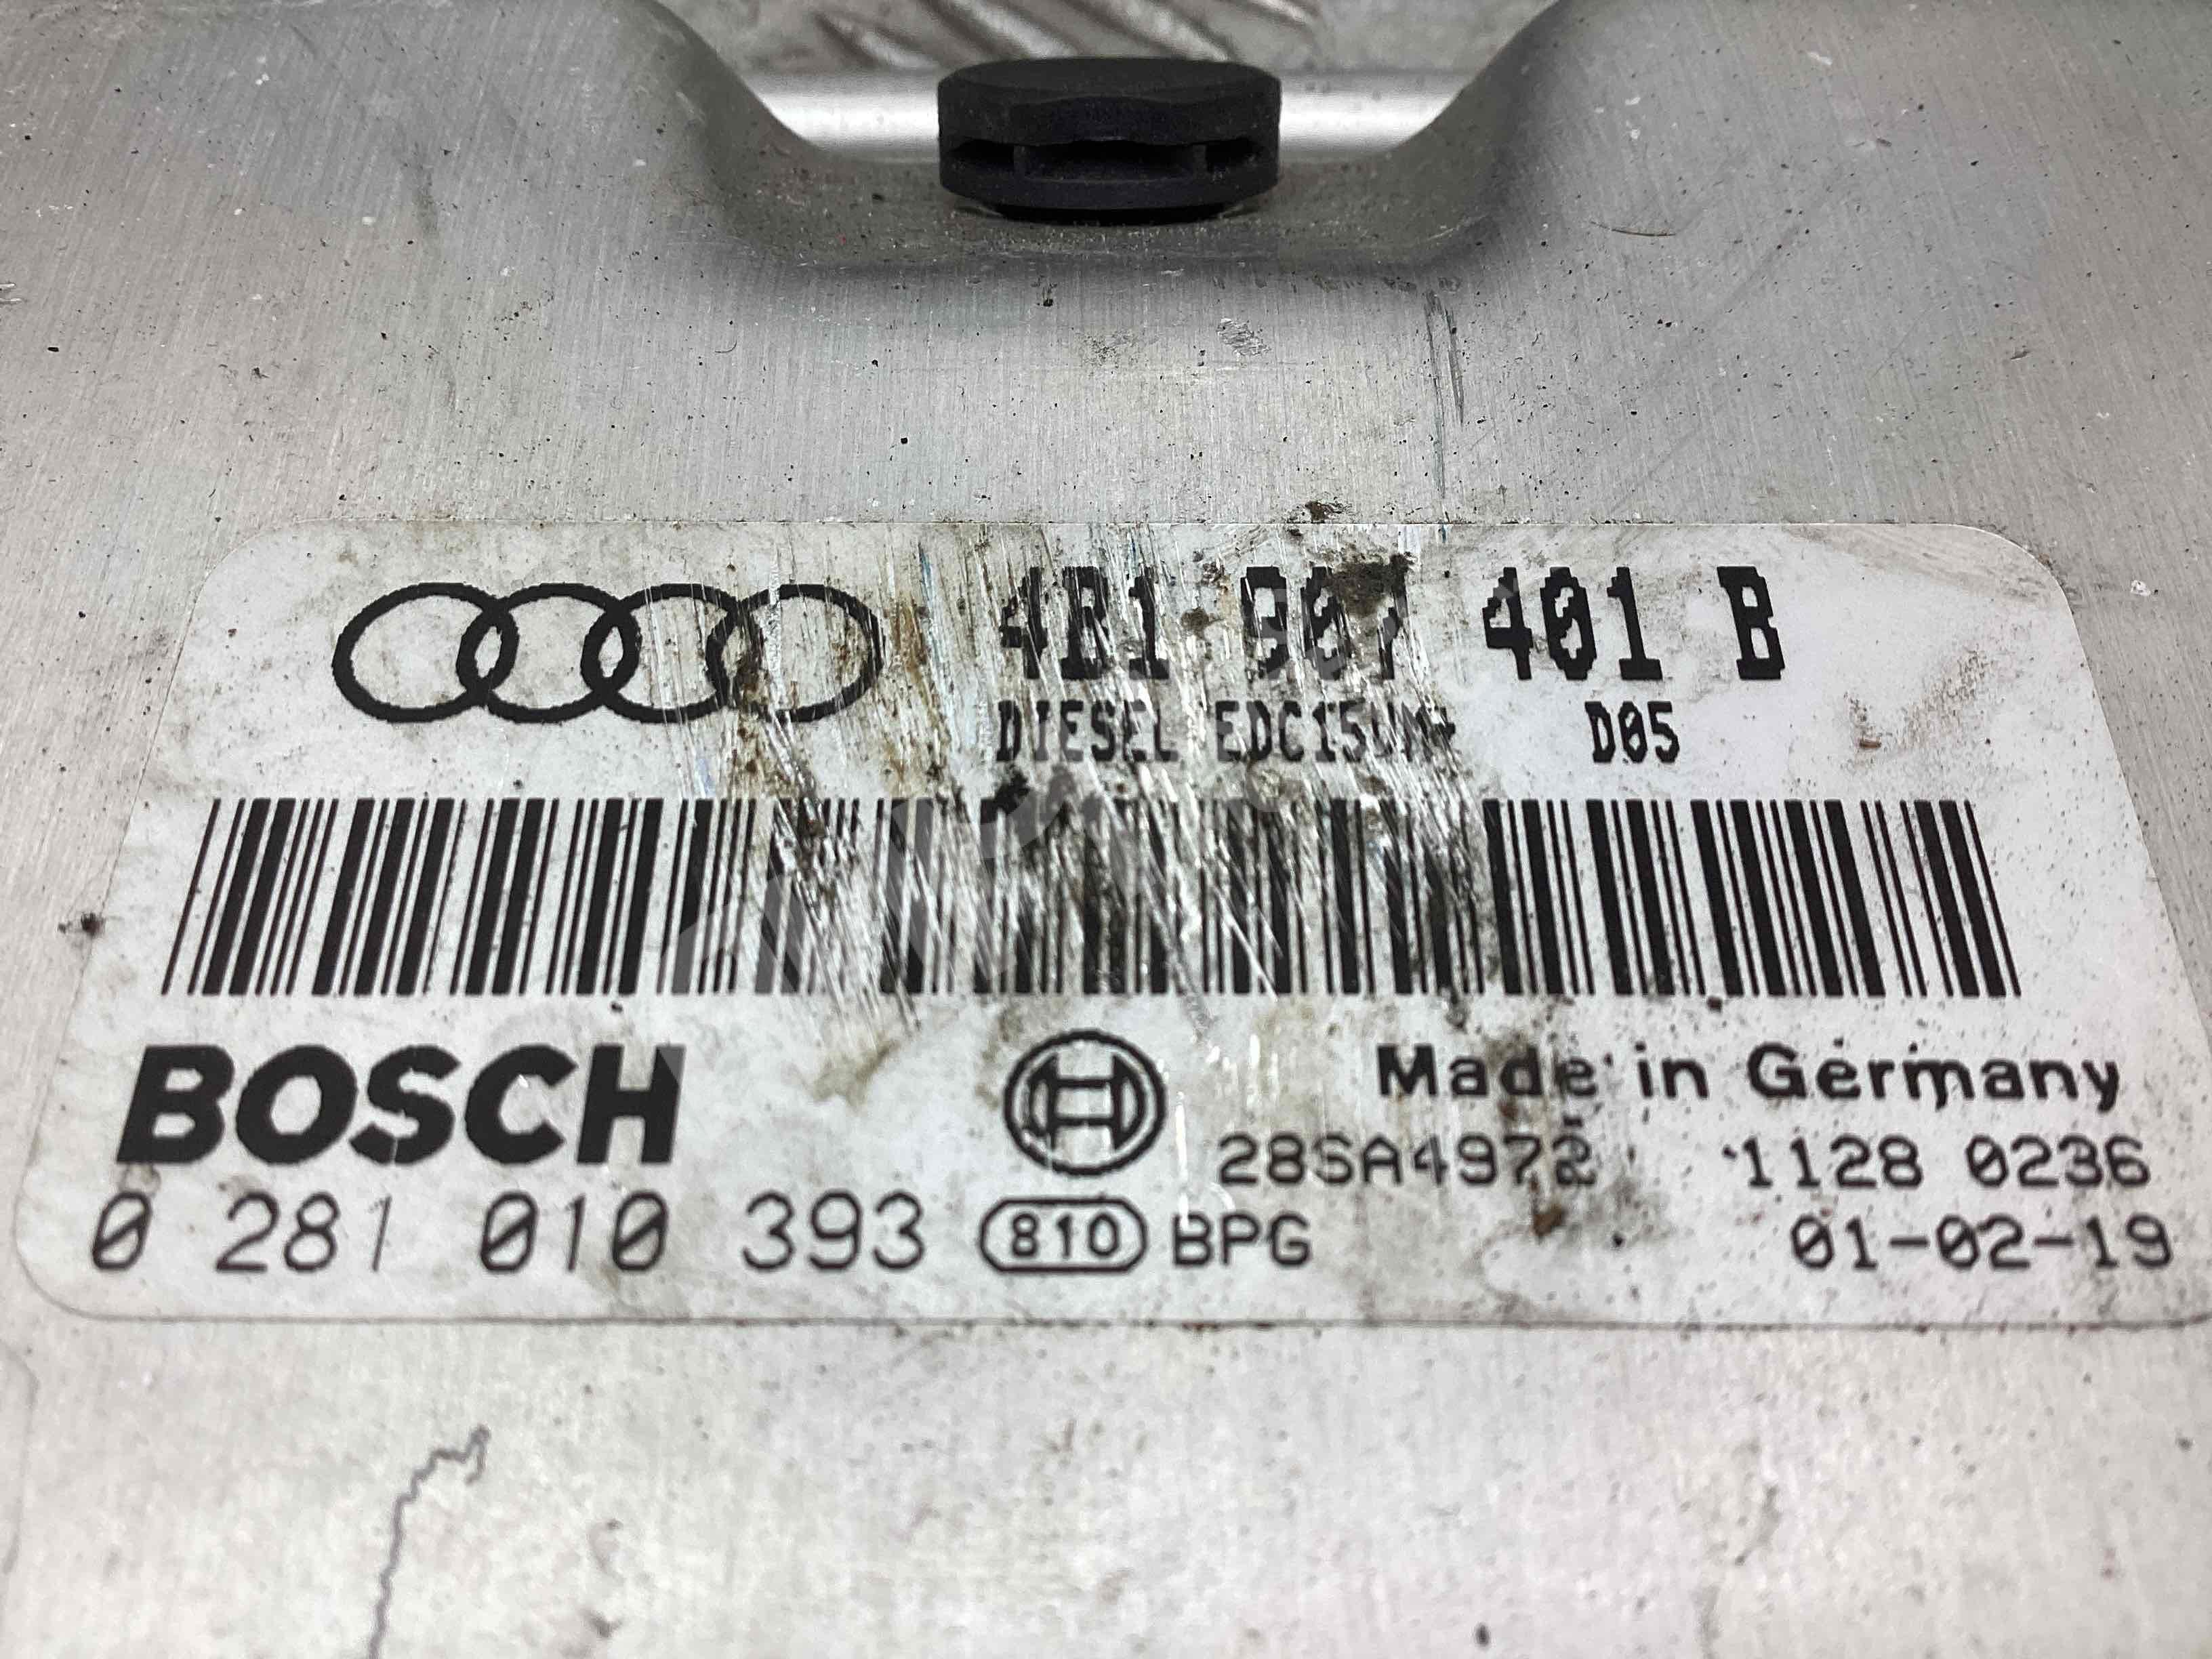 4B1 907 401 B
DIESEL EDC15VM+ D05
BOSCH
Made in Germany
28SA4972 1128 0236
0 281 010 393 810 BPG 01-02-19